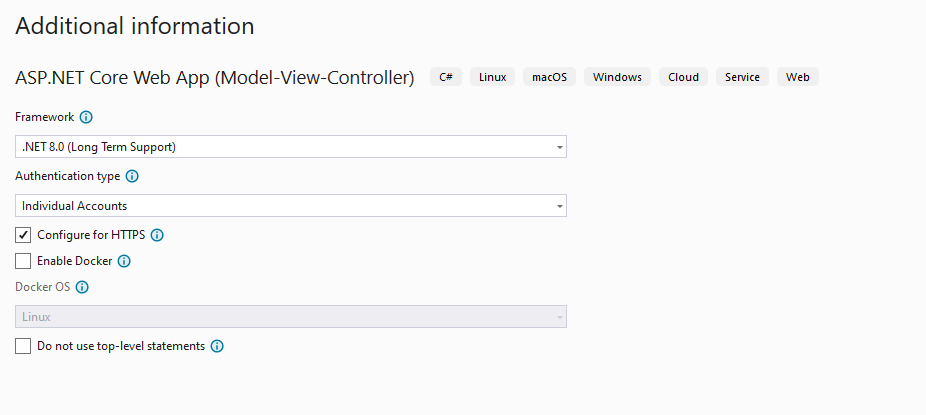 Additional information
ASP.NET Core Web App (Model-View-Controller) C# Linux macOS Windows Cloud Service Web
Framework
.NET 8.0 (Long Term Support)
Authentication type
Individual Accounts
Configure for HTTPS
Enable Docker
Docker OS
Linux
Do not use top-level statements